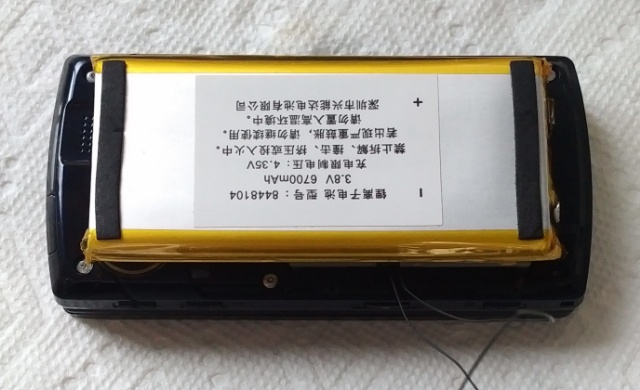 锂离子电池 型号：8448104
3.8V 6700mAh
充电限制电压：4.35V
禁止拆解、撞击、挤压或投入火中。
若出现严重鼓胀，请勿继续使用。
请勿置入高温环境中。
深圳市兴能达电池有限公司
－
+